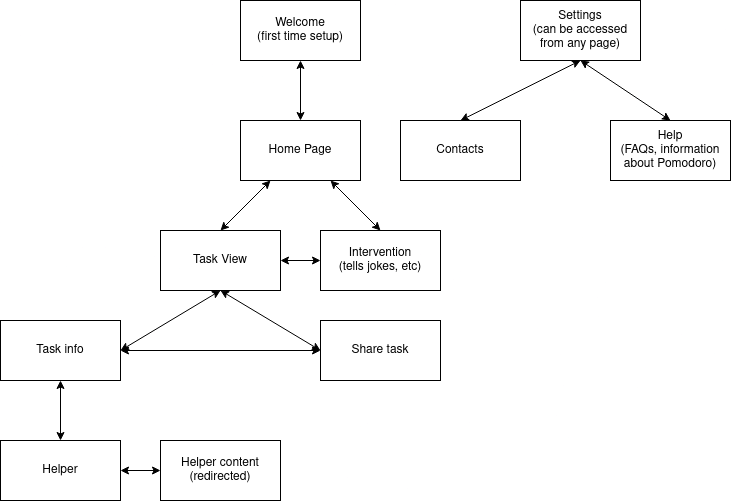 Welcome
(first time setup)
Settings
(can be accessed
from any page)
Home Page
Contacts
Help
(FAQs, information
about Pomodoro)
Task View
Intervention
(tells jokes, etc)
Task info
Share task
Helper
Helper content
(redirected)